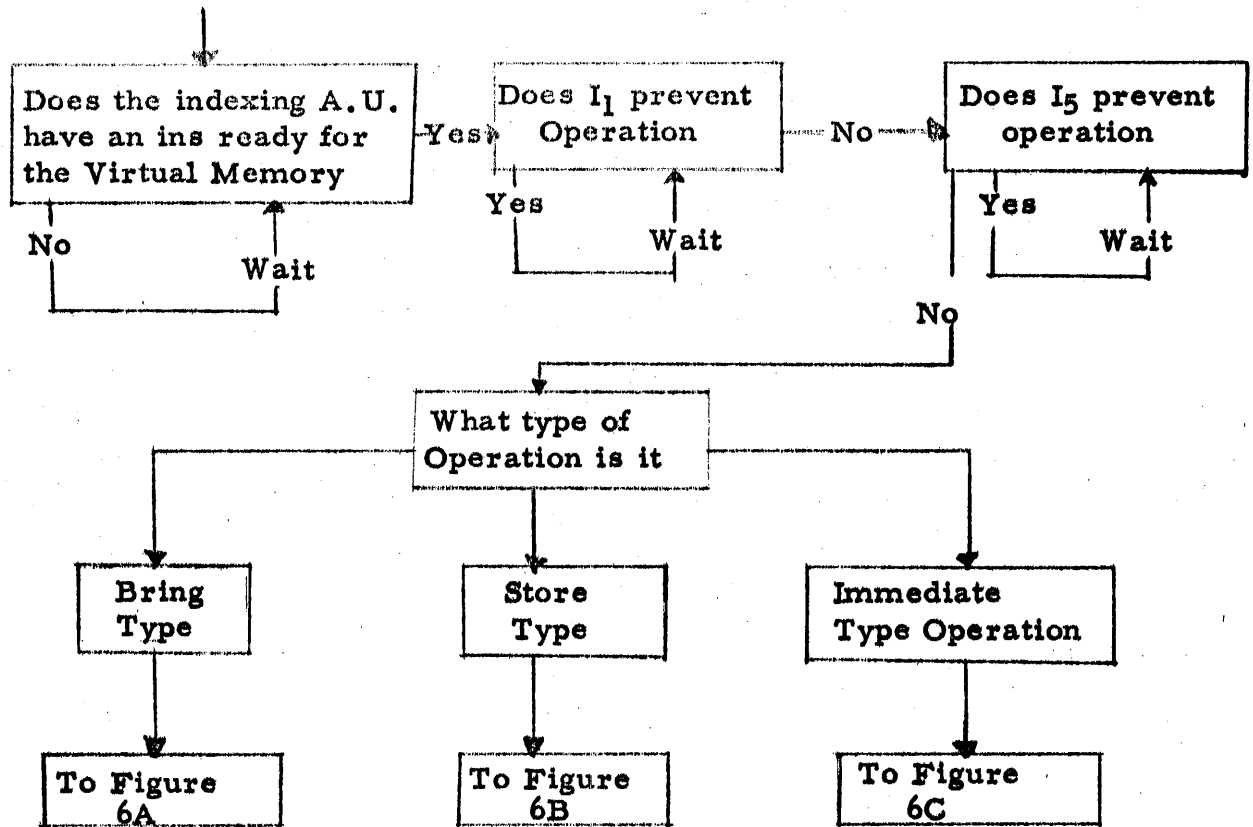 Does the indexing A.U.
have an ins ready for
the Virtual Memory
Yes
Does I1 prevent
Operation
No
Does I5 prevent
operation
No
Wait
Yes
Wait
Yes
Wait
No
What type of
Operation is it
Bring
Type
Store
Type
Immediate
Type Operation
To Figure
6A
To Figure
6B
To Figure
6C